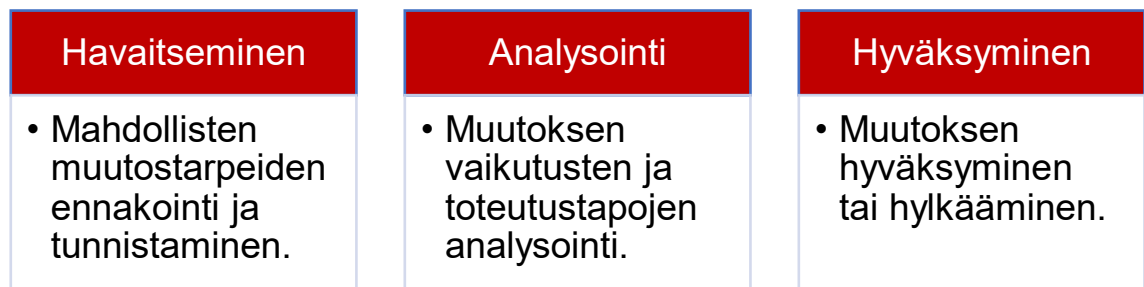 Havaitseminen
• Mahdollisten
muutostarpeiden
ennakointi ja
tunnistaminen.
Analysointi
• Muutoksen
vaikutusten ja
toteutustapojen
analysointi.
Hyväksyminen
• Muutoksen
hyväksyminen
tai hylkääminen.